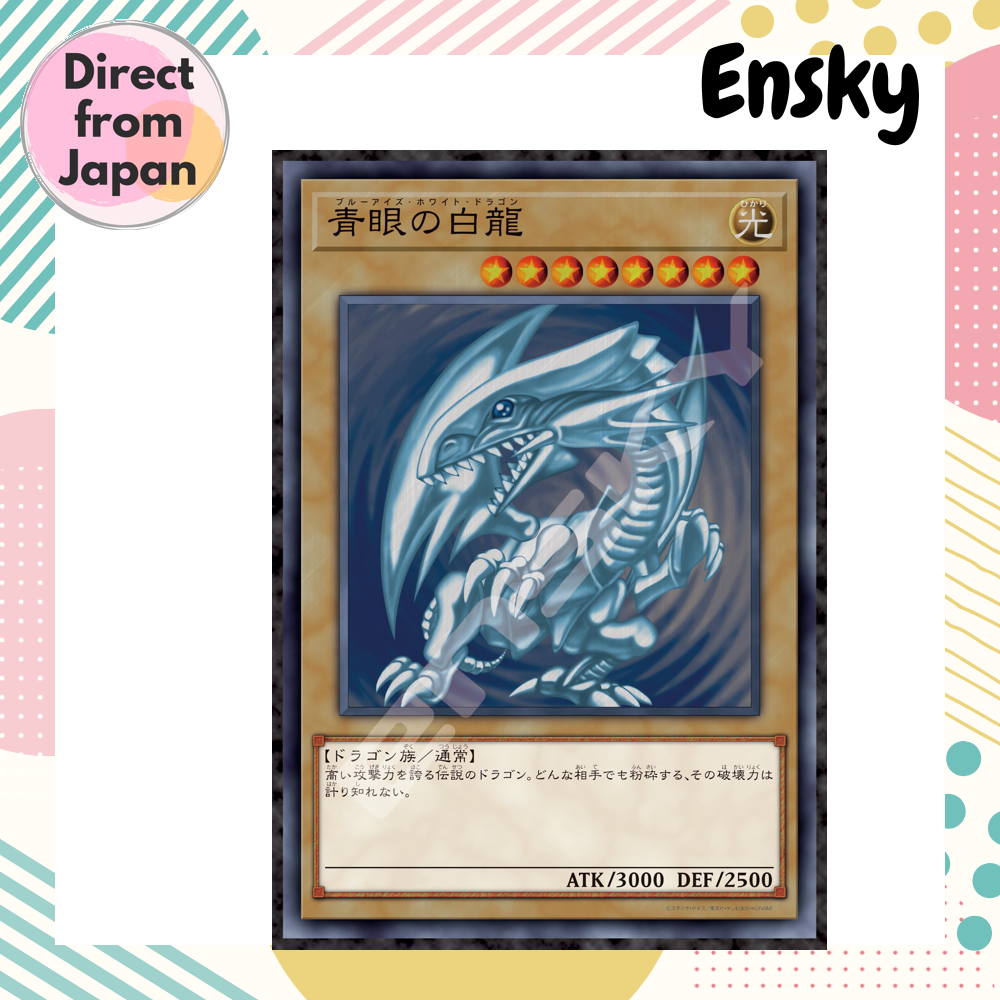 Direct
from
Japan
Ensky
ブルーアイズ・ホワイト・ドラゴン
青眼の白龍
ひかり
光
【ドラゴン族／通常】
高い攻撃力を誇る伝説のドラゴン。どんな相手でも粉砕する、その破壊力は
計り知れない。
ATK/3000 DEF/2500